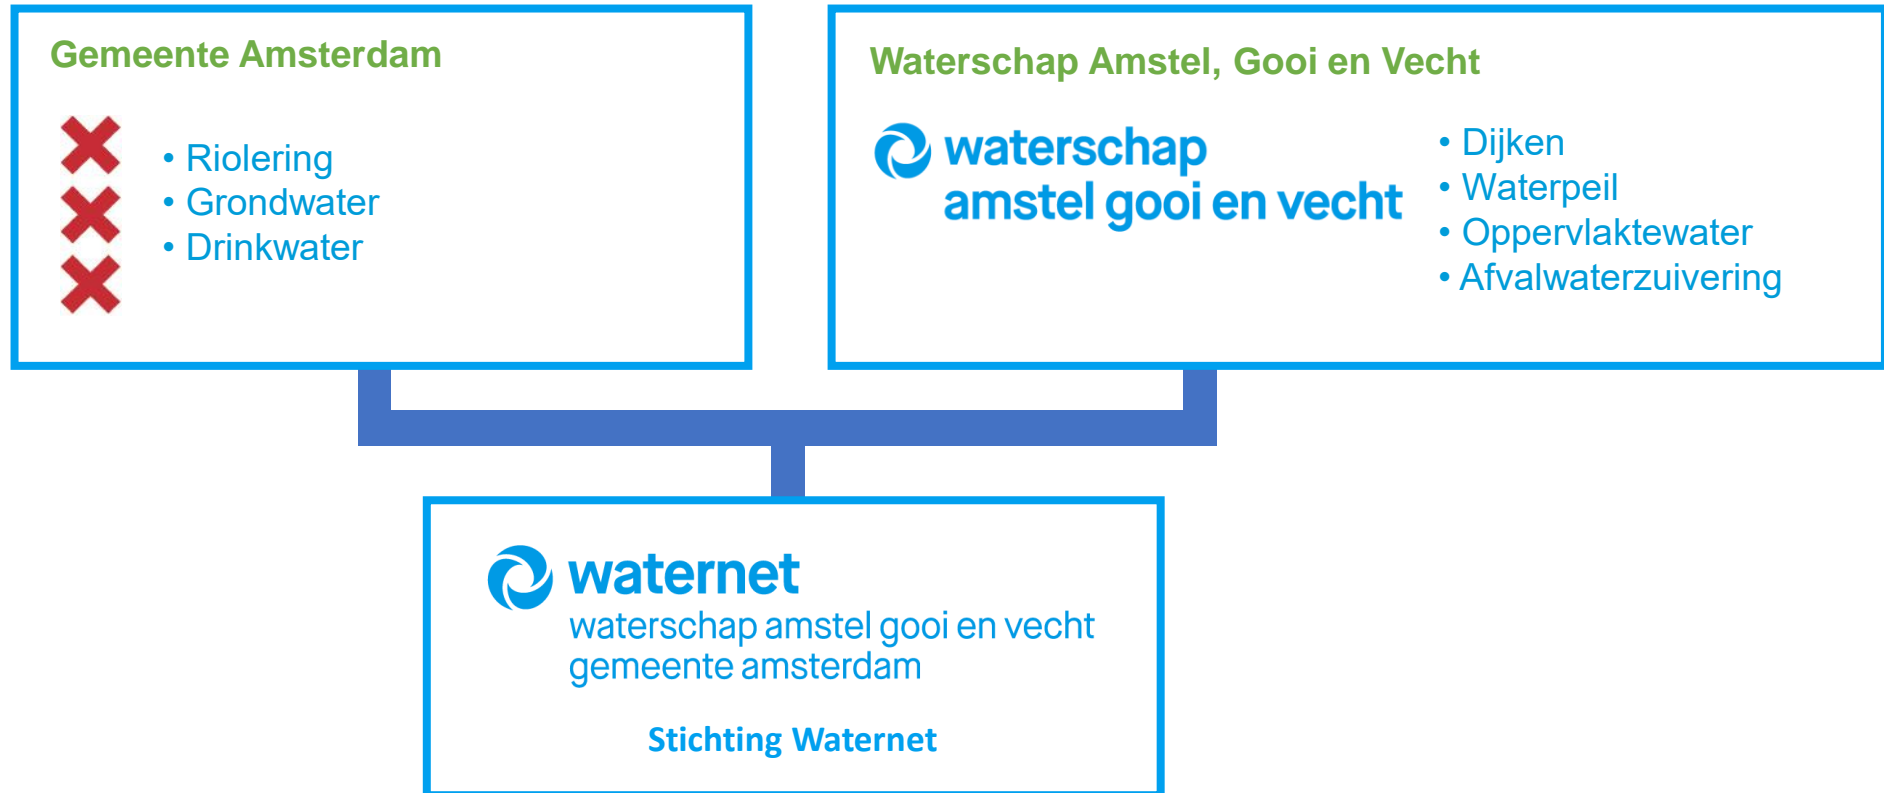 Gemeente Amsterdam
• Riolering
• Grondwater
• Drinkwater
Waterschap Amstel, Gooi en Vecht
waterschap
amstel gooi en vecht
• Dijken
• Waterpeil
• Oppervlaktewater
• Afvalwaterzuivering
waternet
waterschap amstel gooi en vecht
gemeente amsterdam
Stichting Waternet